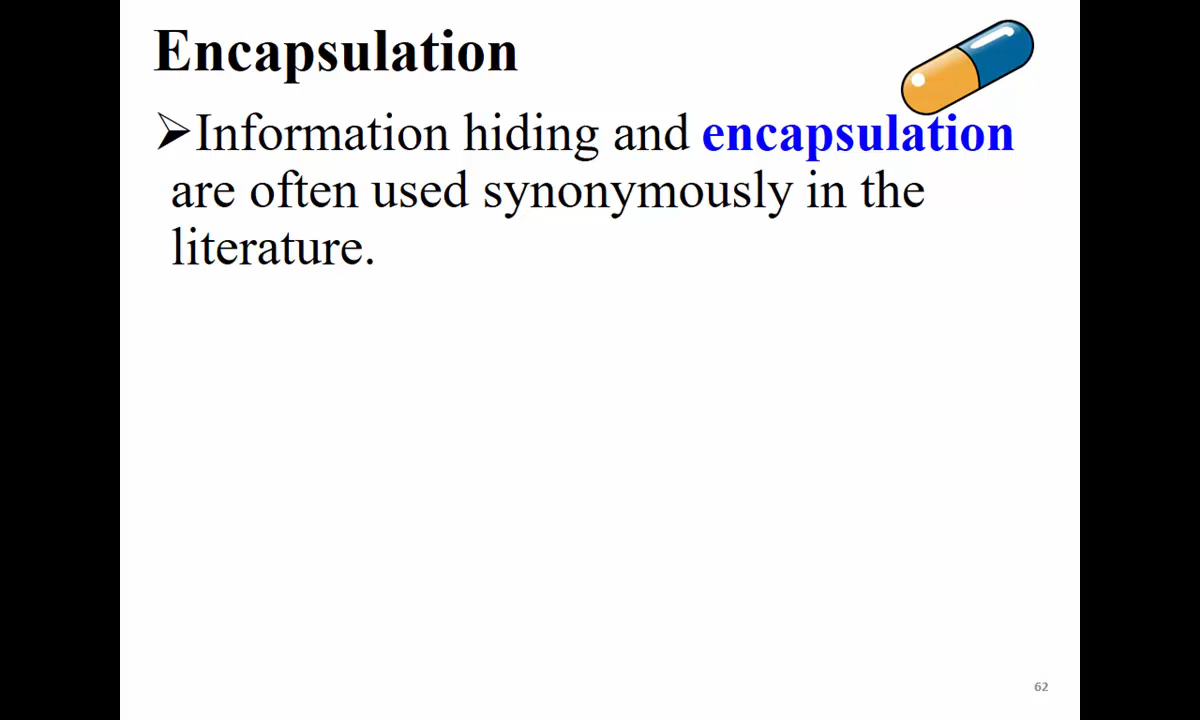 Encapsulation
➢Information hiding and encapsulation
are often used synonymously in the
literature.
62